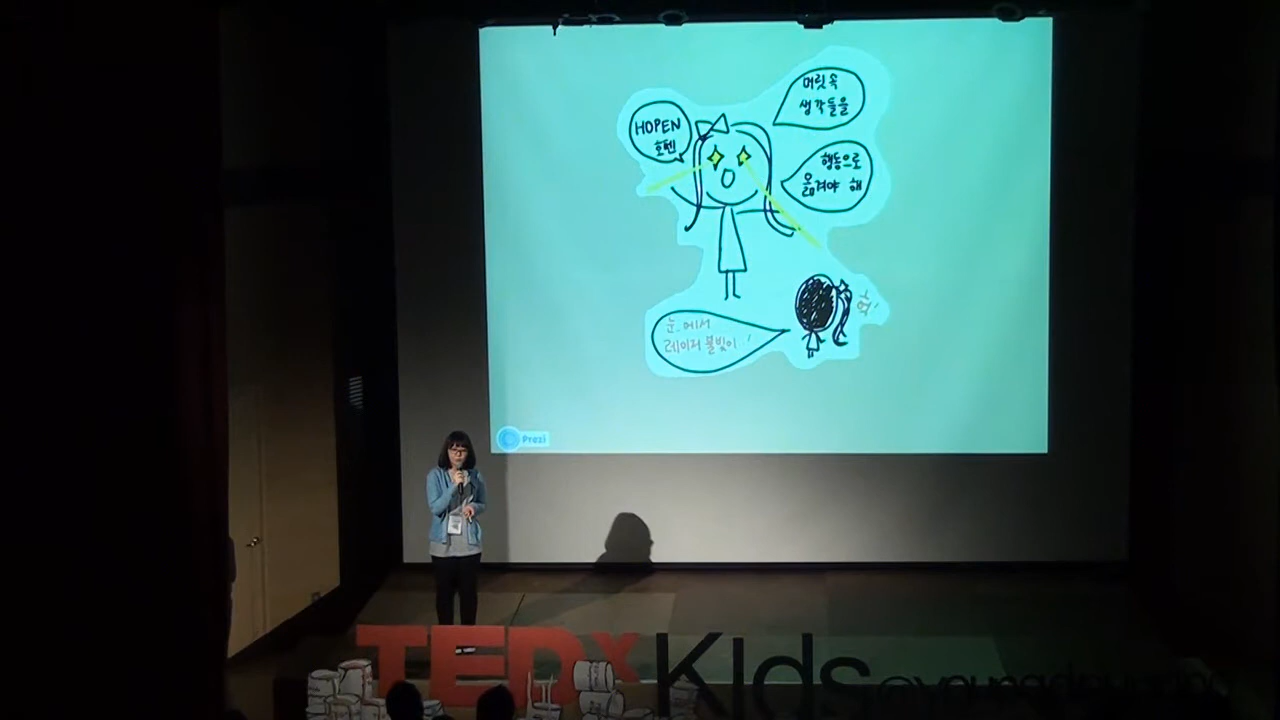 HOPEN
호펜
머릿속
생각들을
행동으로
옮겨야 해
눈..에서
레이저 불빛이..!
헉!
Prezi
TEDxKids